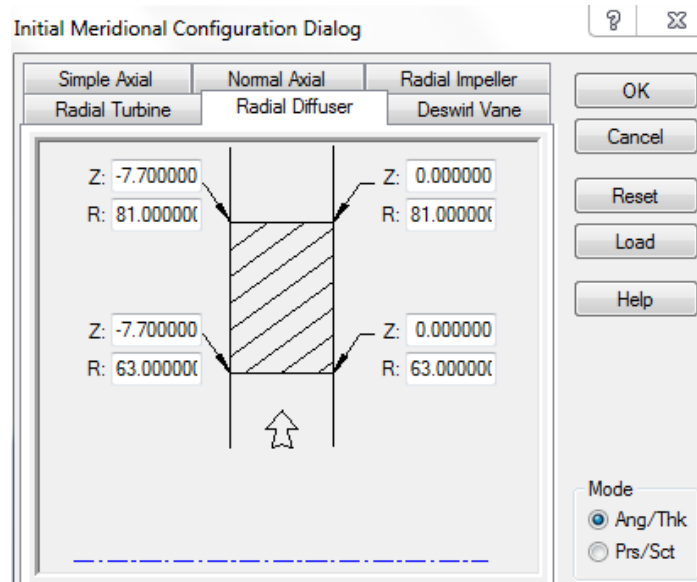 Initial Meridional Configuration Dialog
Simple Axial Normal Axial Radial Impeller
Radial Turbine Radial Diffuser Deswirl Vane
OK
Cancel
Reset
Load
Help
Z: -7.700000 Z: 0.000000
R: 81.000000 R: 81.000000
Z: -7.700000 Z: 0.000000
R: 63.000000 R: 63.000000
Mode
Ang/Thk
Prs/Sct